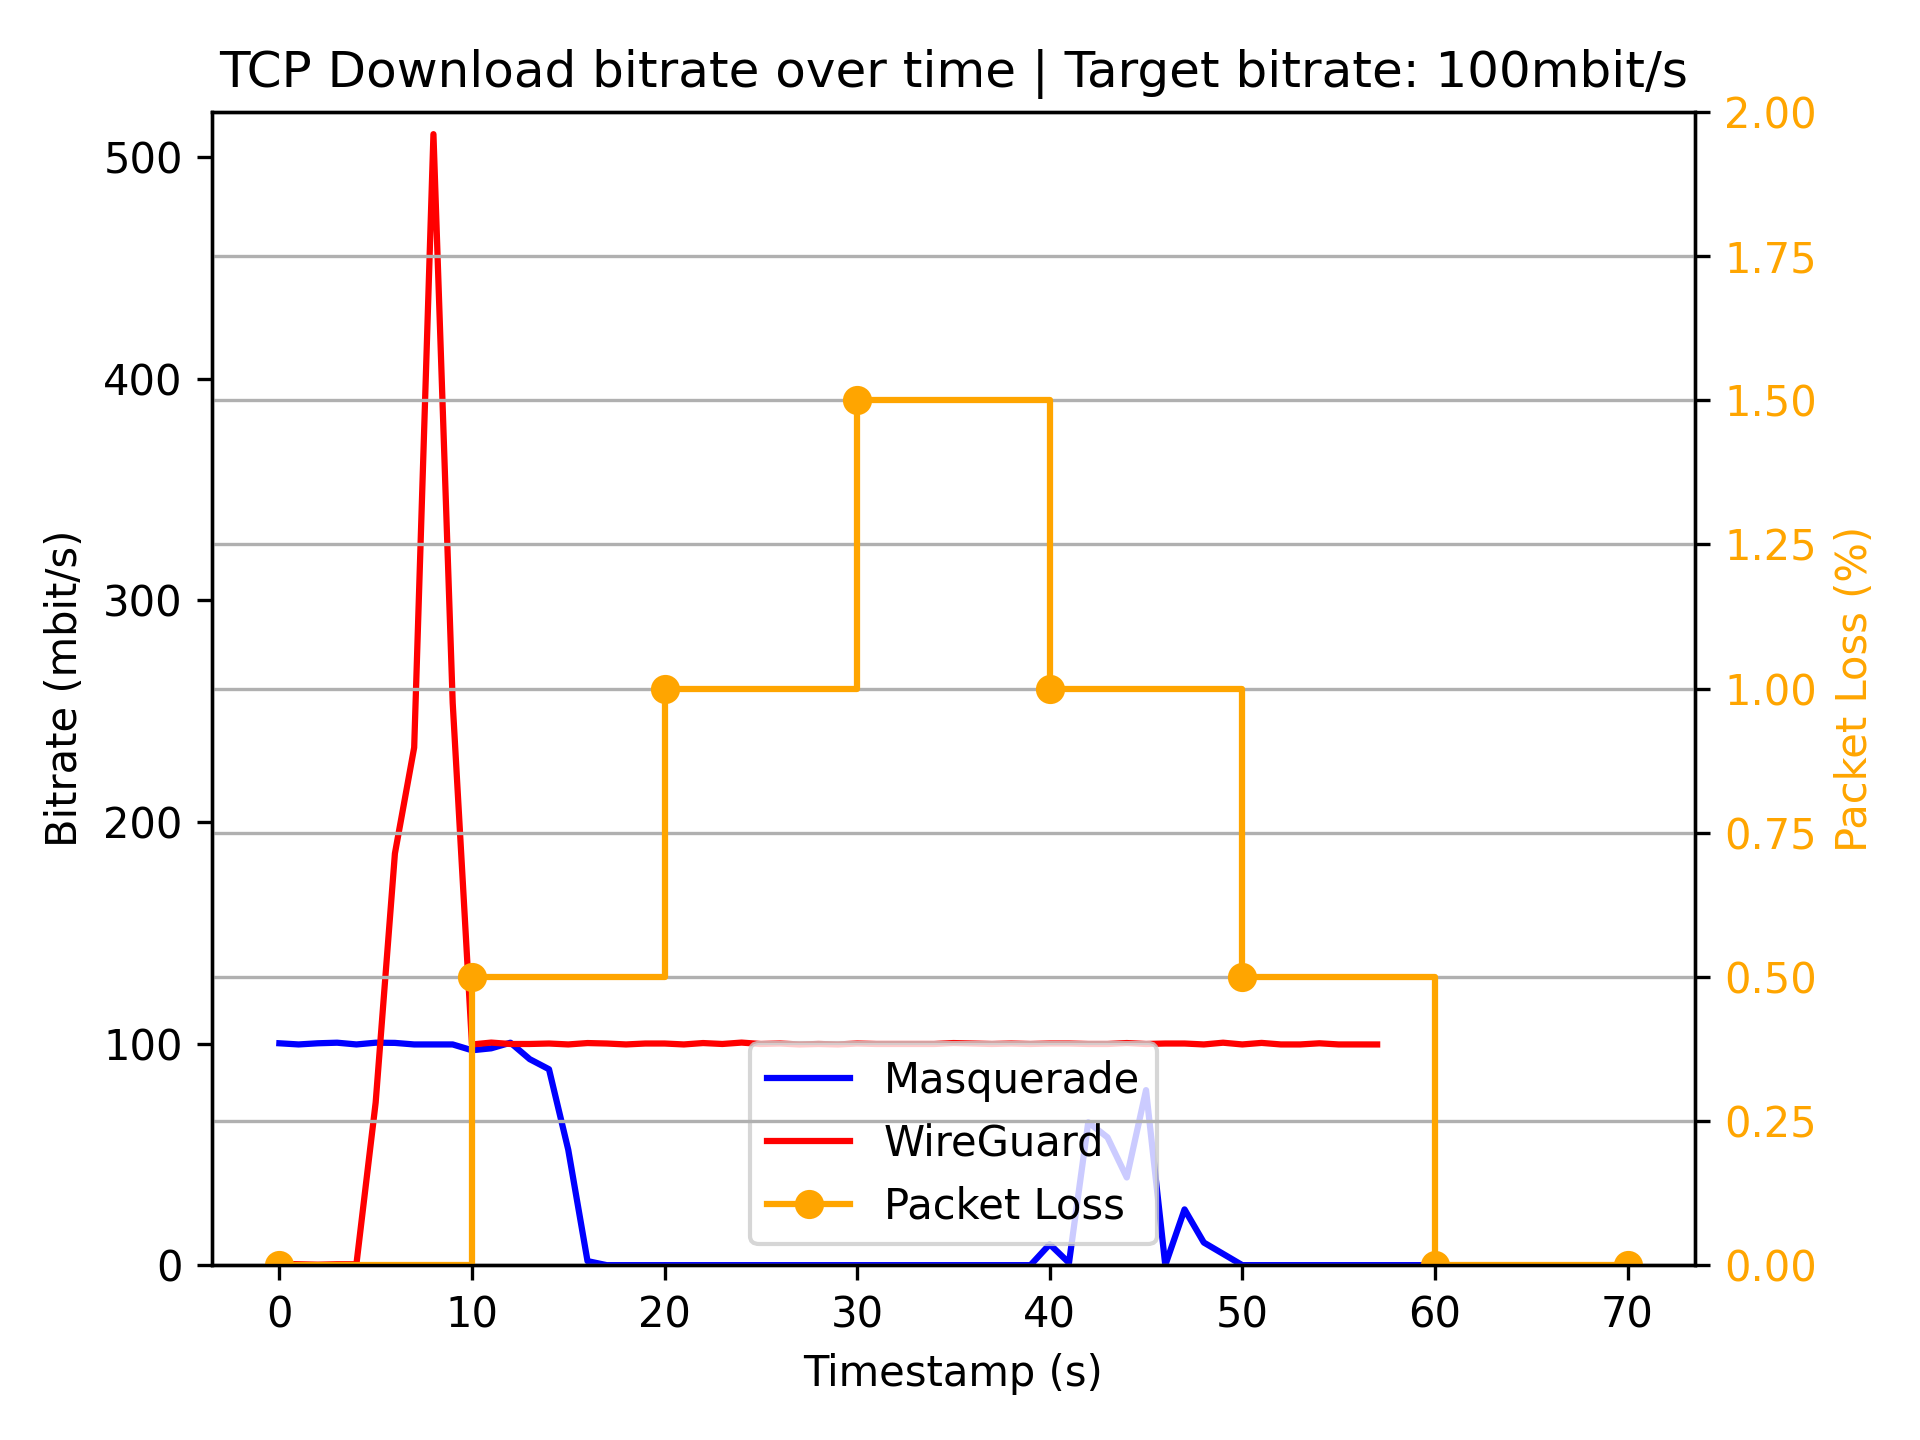 TCP Download bitrate over time | Target bitrate: 100mbit/s
500
400
300
200
100
0
Bitrate (mbit/s)
2.00
1.75
1.50
1.25
1.00
0.75
0.50
0.25
0.00
Packet Loss (%)
Masquerade
WireGuard
Packet Loss
0 10 20 30 40 50 60 70
Timestamp (s)